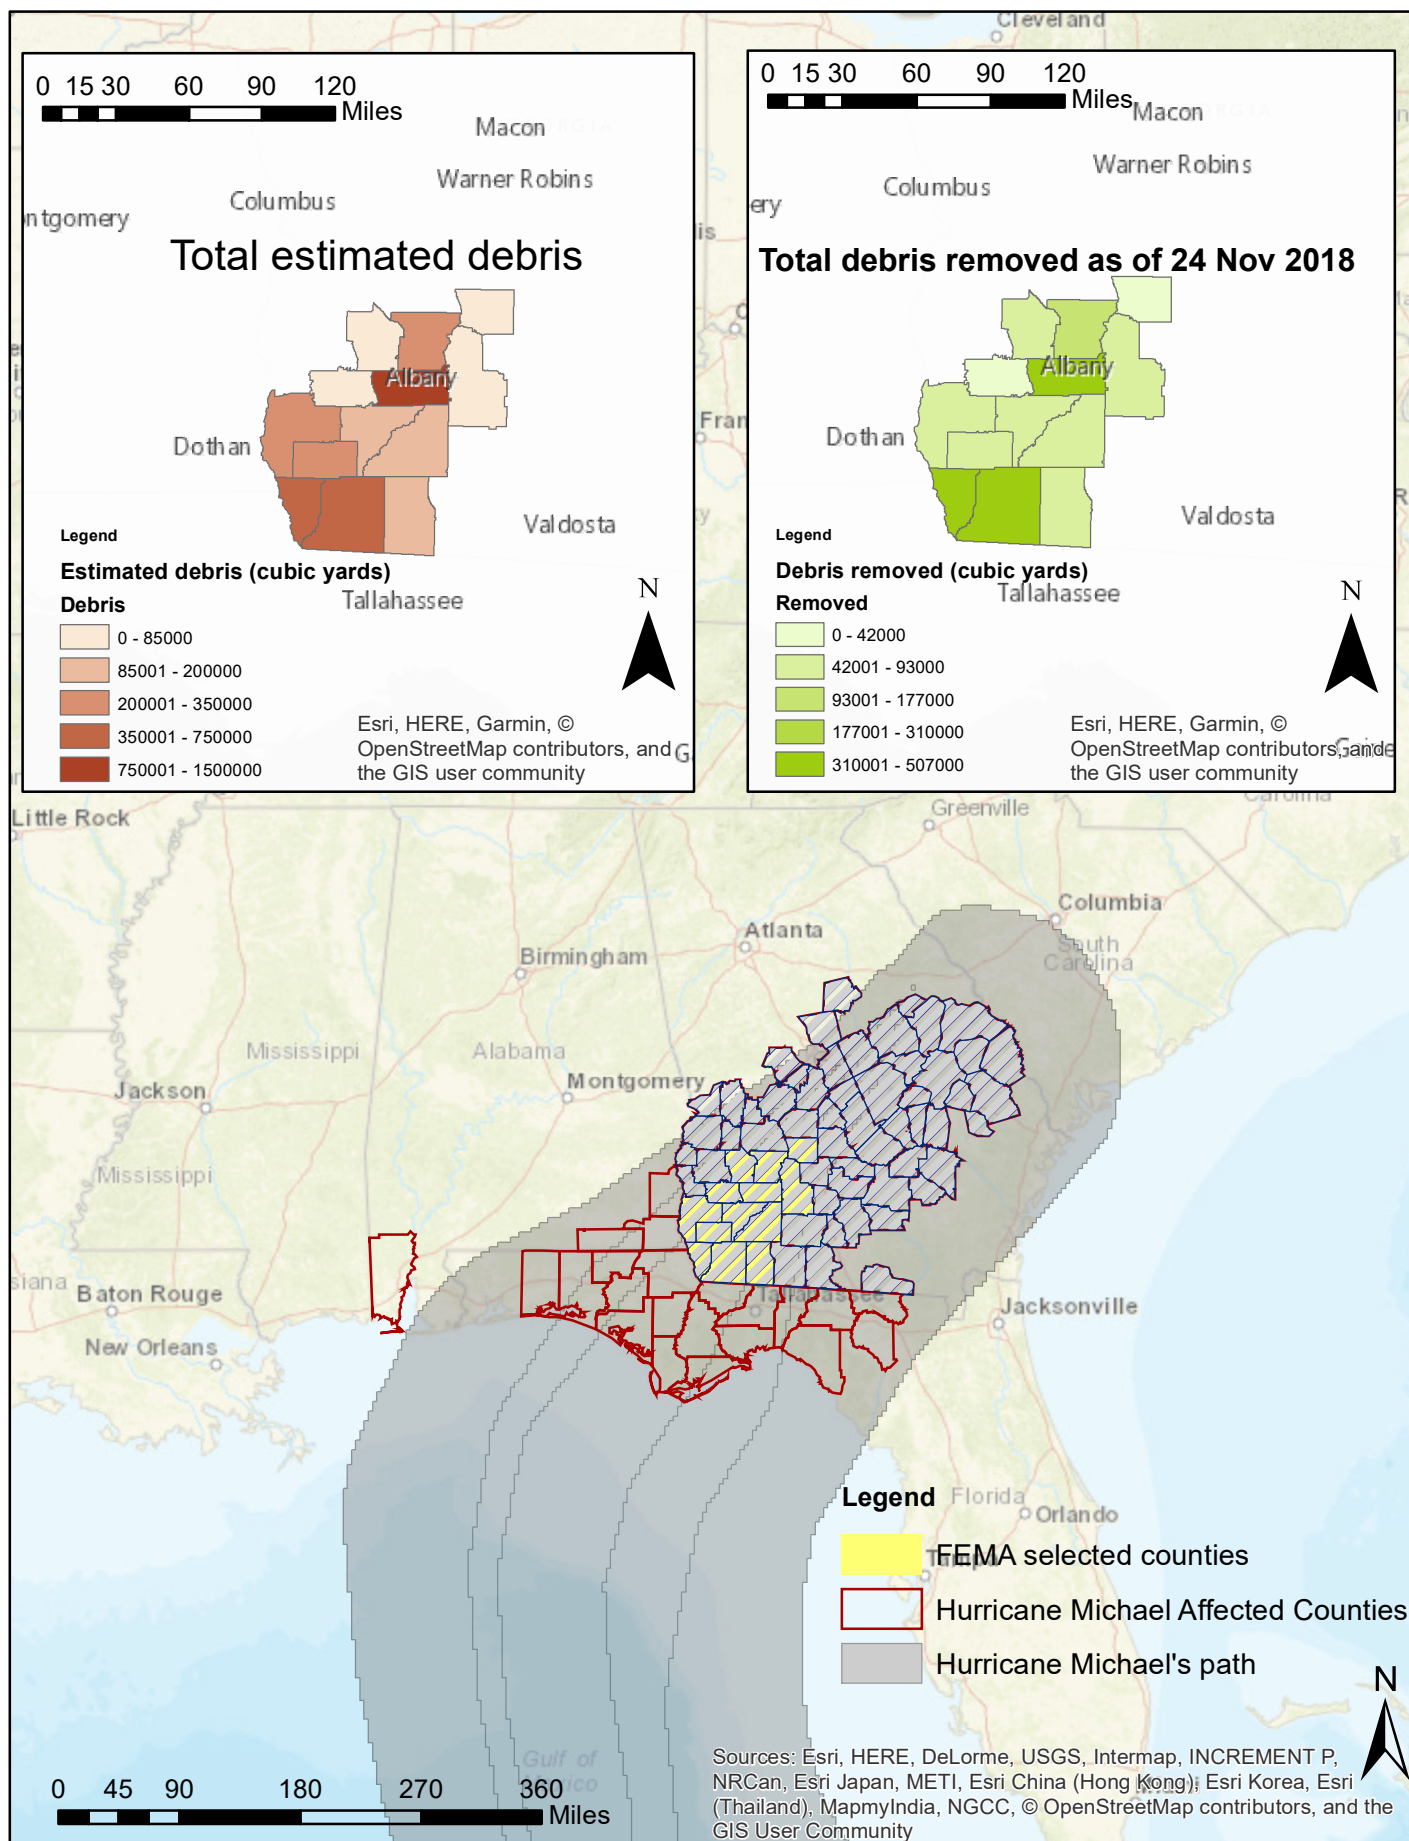 Cleveland
0 15 30 60 90 120
Miles
Macon
Warner Robins
Columbus
ntgomery
Total estimated debris
Albany
Dothan
Valdosta
Legend
Estimated debris (cubic yards)
Debris
Tallahassee
N
0 - 85000
85001 - 200000
200001 - 350000
350001 - 750000
750001 - 1500000
Esri, HERE, Garmin, ©
OpenStreetMap contributors, and
the GIS user community
0 15 30 60 90 120
Miles
Macon
Warner Robins
Columbus
ery
Total debris removed as of 24 Nov 2018
Albany
Dothan
Valdosta
Legend
Debris removed (cubic yards)
Removed
Tallahassee
N
0 - 42000
42001 - 93000
93001 - 177000
177001 - 310000
310001 - 507000
Esri, HERE, Garmin, ©
OpenStreetMap contributors, and
the GIS user community
lis
Fran
ty
Little Rock
Greenville
Carolina
Columbia
Atlanta
South
Carolina
Birmingham
Mississippi
Alabama
Montgomery
Jackson
Mississippi
siana
Baton Rouge
Tallahassee
Jacksonville
New Orleans
Legend
Florida
Orlando
Tampa
FEMA selected counties
Hurricane Michael Affected Counties
Hurricane Michael's path
N
Gulf of
Mexico
0 45 90 180 270 360
Miles
Miami
Sources: Esri, HERE, DeLorme, USGS, Intermap, INCREMENT P,
NRCan, Esri Japan, METI, Esri China (Hong Kong), Esri Korea, Esri
(Thailand), MapmyIndia, NGCC, © OpenStreetMap contributors, and the
GIS User Community